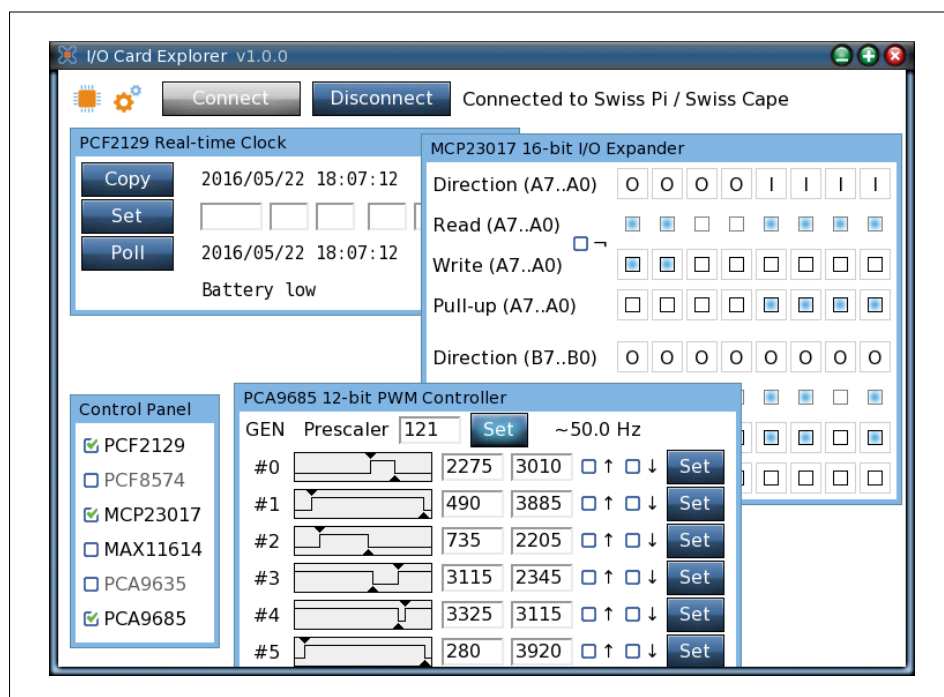 I/O Card Explorer v1.0.0
Connect Disconnect Connected to Swiss Pi / Swiss Cape
PCF2129 Real-time Clock
Copy 2016/05/22 18:07:12
Set
Poll 2016/05/22 18:07:12
Battery low
MCP23017 16-bit I/O Expander
Direction (A7..A0) O O O O I I I I
Read (A7..A0)
¬
Write (A7..A0)
Pull-up (A7..A0)
Direction (B7..B0) O O O O O O O O
Control Panel
PCF2129
PCF8574
MCP23017
MAX11614
PCA9635
PCA9685
PCA9685 12-bit PWM Controller
GEN Prescaler 121 Set ~50.0 Hz
#0 2275 3010 ↑ ↓ Set
#1 490 3885 ↑ ↓ Set
#2 735 2205 ↑ ↓ Set
#3 3115 2345 ↑ ↓ Set
#4 3325 3115 ↑ ↓ Set
#5 280 3920 ↑ ↓ Set